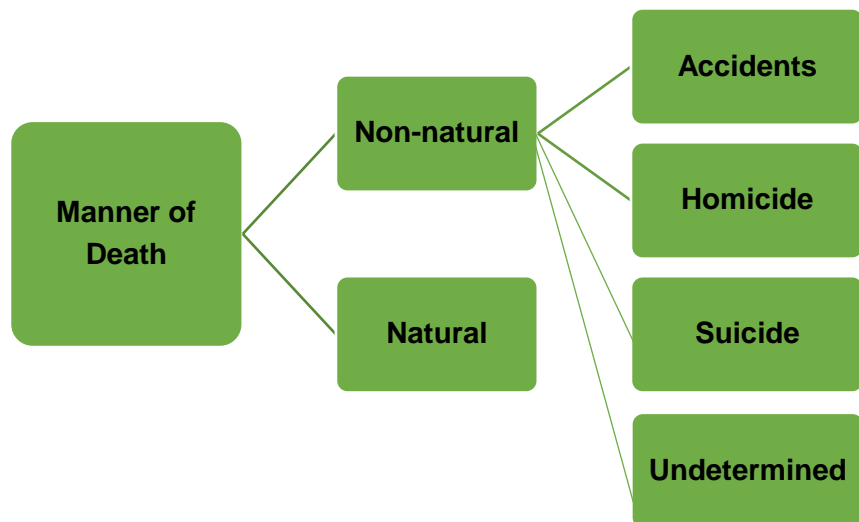 Manner of
Death
Non-natural
Natural
Accidents
Homicide
Suicide
Undetermined